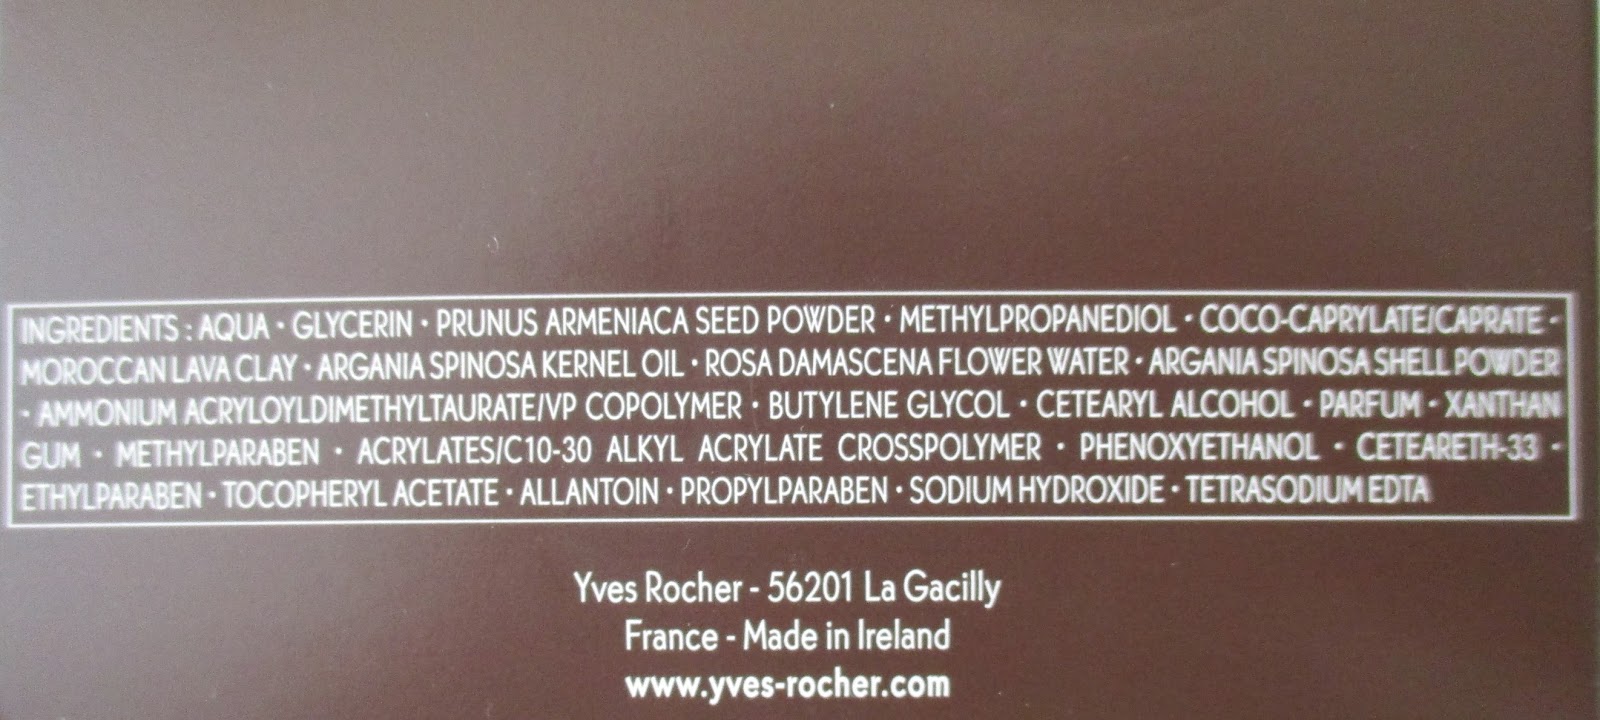 INGREDIENTS : AQUA · GLYCERIN · PRUNUS ARMENIACA SEED POWDER · METHYLPROPANEDIOL · COCO-CAPRYLATE/CAPRATE ·
MOROCCAN LAVA CLAY · ARGANIA SPINOSA KERNEL OIL · ROSA DAMASCENA FLOWER WATER · ARGANIA SPINOSA SHELL POWDER
· AMMONIUM ACRYLOYLDIMETHYLTAURATE/VP COPOLYMER · BUTYLENE GLYCOL · CETEARYL ALCOHOL · PARFUM · XANTHAN
GUM · METHYLPARABEN · ACRYLATES/C10-30 ALKYL ACRYLATE CROSSPOLYMER · PHENOXYETHANOL · CETEARETH-33 ·
ETHYLPARABEN · TOCOPHERYL ACETATE · ALLANTOIN · PROPYLPARABEN · SODIUM HYDROXIDE · TETRASODIUM EDTA
Yves Rocher - 56201 La Gacilly
France - Made in Ireland
www.yves-rocher.com